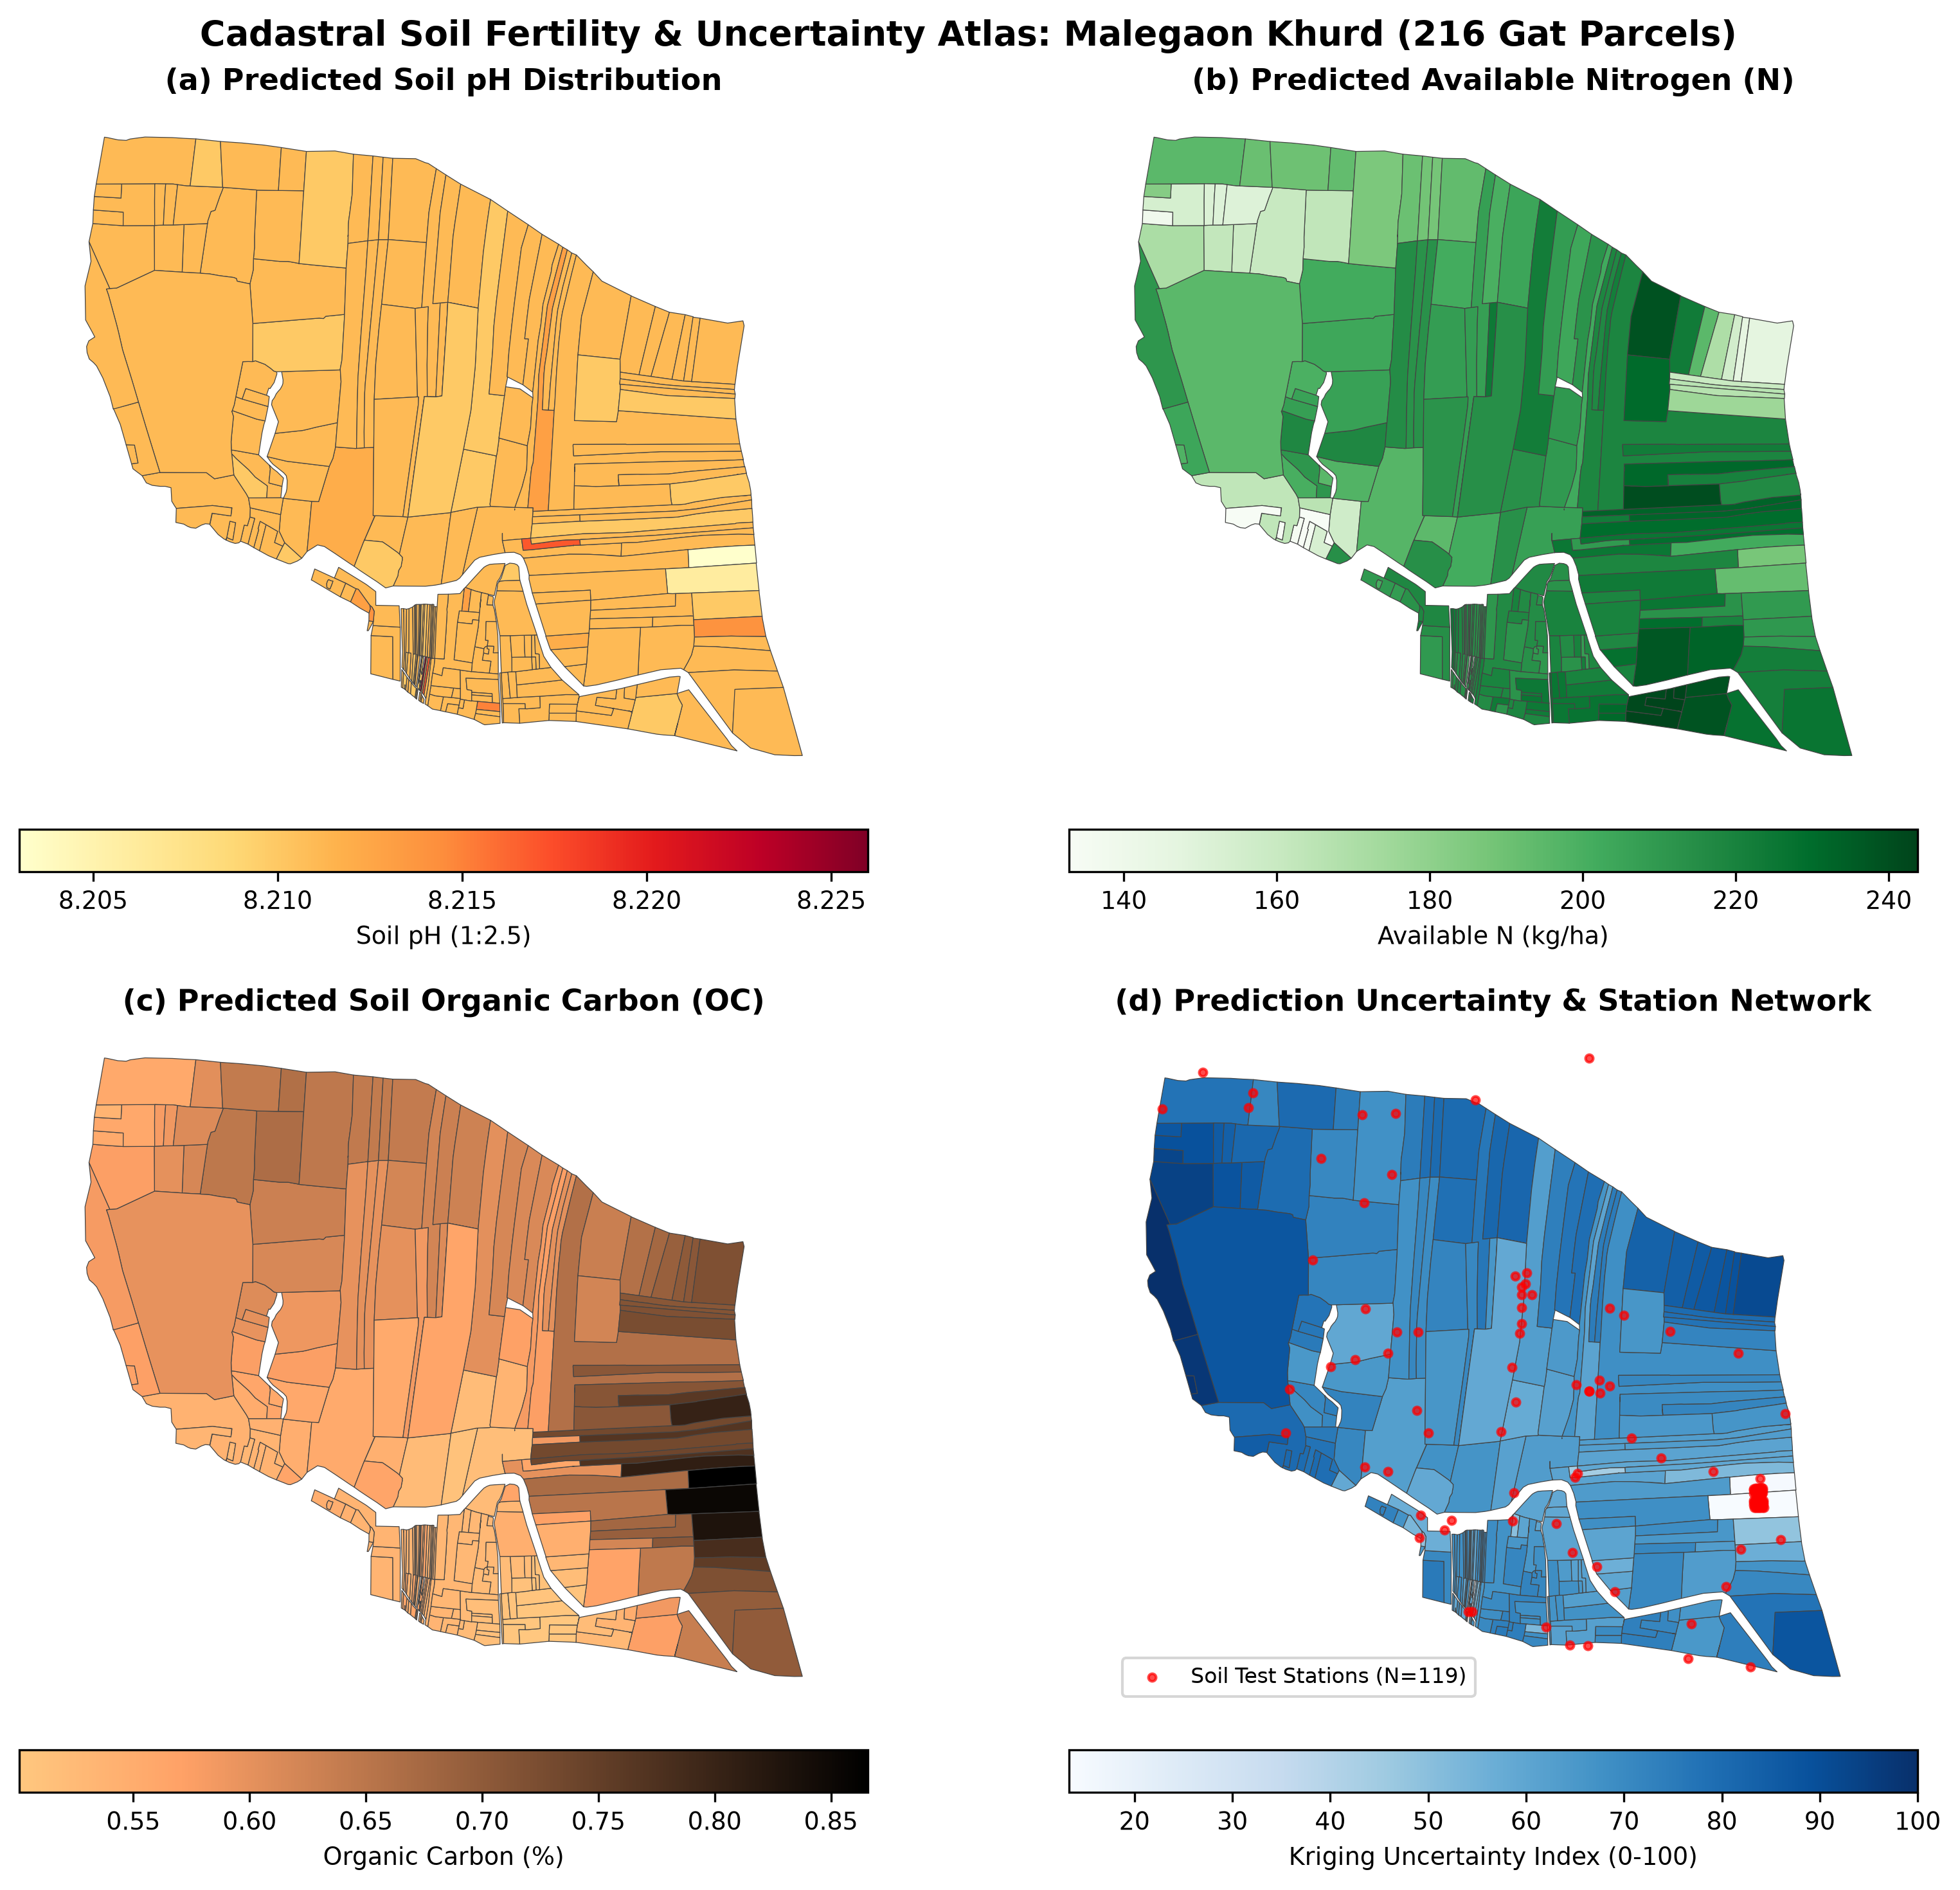 Cadastral Soil Fertility & Uncertainty Atlas: Malegaon Khurd (216 Gat Parcels)
(a) Predicted Soil pH Distribution
8.205 8.210 8.215 8.220 8.225
Soil pH (1:2.5)
(b) Predicted Available Nitrogen (N)
140 160 180 200 220 240
Available N (kg/ha)
(c) Predicted Soil Organic Carbon (OC)
0.55 0.60 0.65 0.70 0.75 0.80 0.85
Organic Carbon (%)
(d) Prediction Uncertainty & Station Network
Soil Test Stations (N=119)
20 30 40 50 60 70 80 90 100
Kriging Uncertainty Index (0-100)